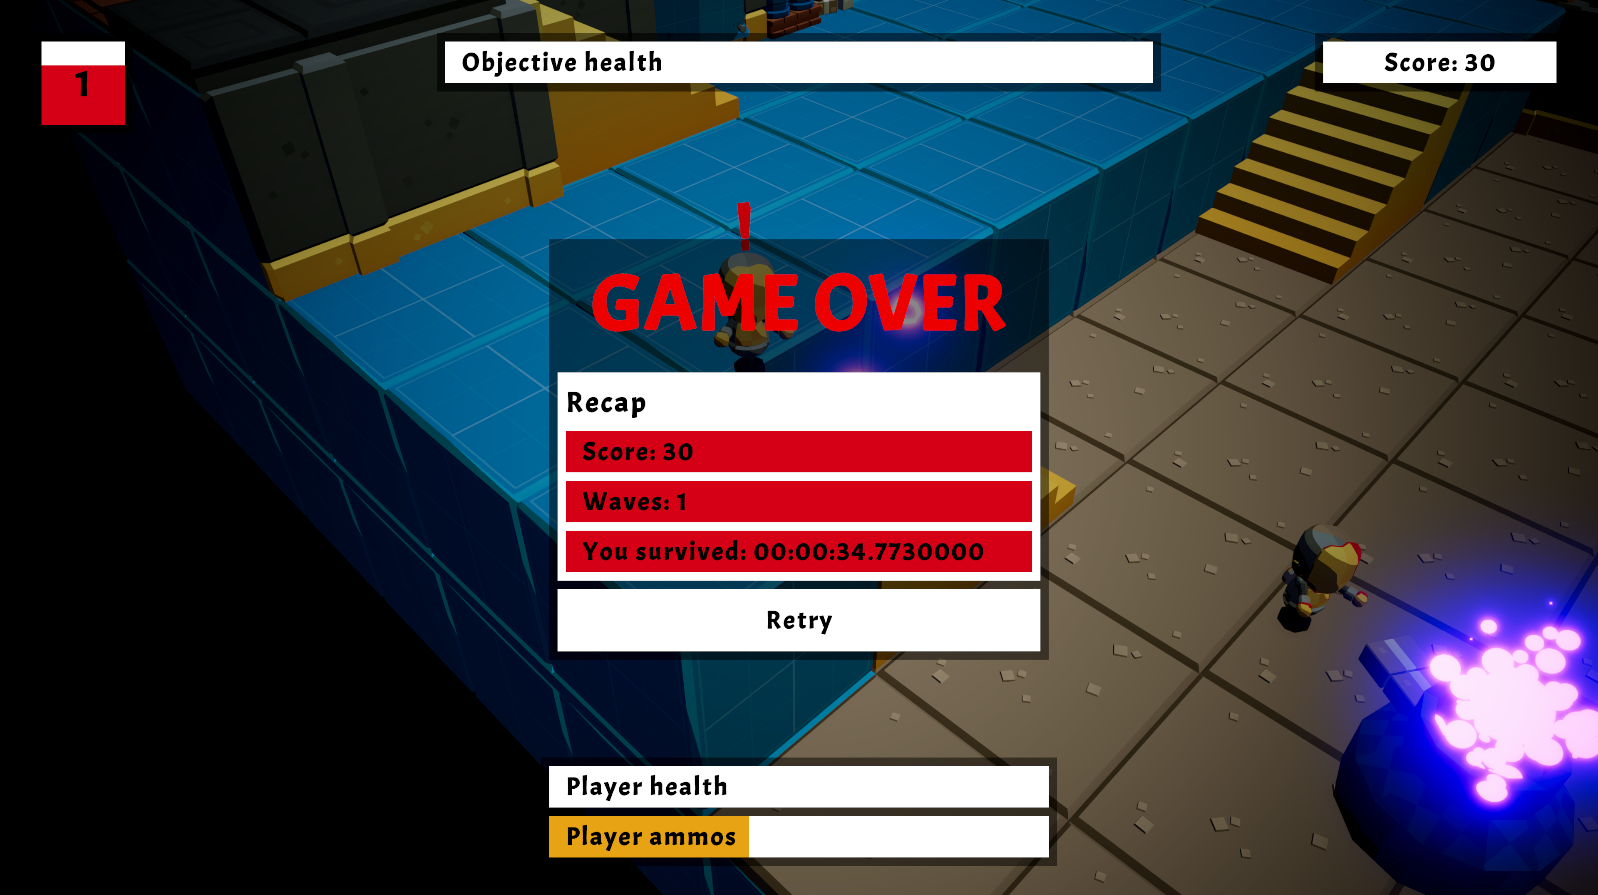 1
Objective health
Score: 30
!
GAME OVER
Recap
Score: 30
Waves: 1
You survived: 00:00:34.7730000
Retry
Player health
Player ammos